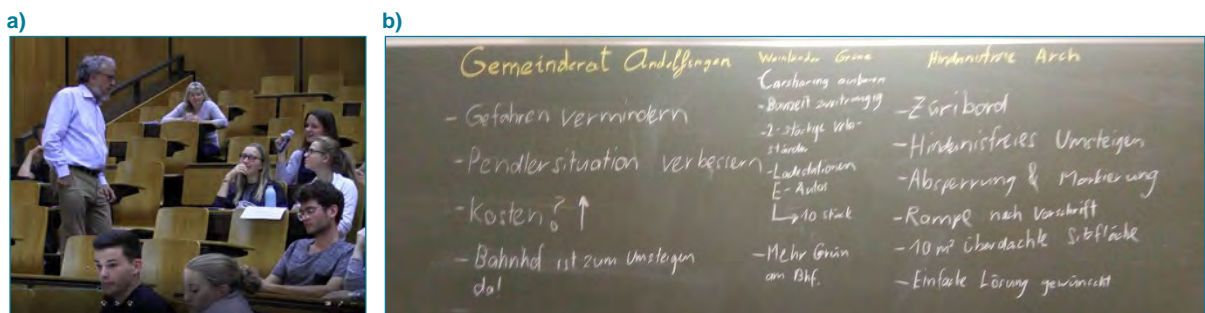 a)
b)
Gemeinderat Andelfingen
- Gefahren vermindern
- Pendlersituation verbessern
- Kosten? ↑
- Bahnhof ist zum Umsteigen
da!
Weinländer Grüne
Carsharing ausbauen
- Bauzeit zweitrangig
- 2-stöckige Velo-
ständer
- Ladestationen
E-Autos
→ 10 stück
- Mehr Grün
am Bhf.
Hindernisfreie Arch
- Züribord
- Hindernisfreies Umsteigen
- Absperrung & Markierung
- Rampe nach Vorschrift
- 10 m² überdachte Sitzfläche
- Einfache Lösung gewünscht